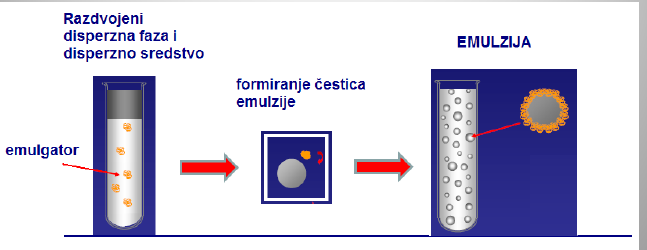 Razdvojeni
disperzna faza i
disperzno sredstvo
EMULZIJA
formiranje čestica
emulzije
emulgator